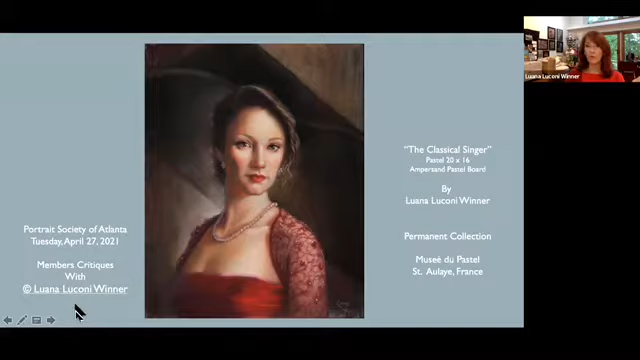 Portrait Society of Atlanta
Tuesday, April 27, 2021
Members Critiques
With
© Luana Luconi Winner
“The Classical Singer”
Pastel 20 x 16
Ampersand Pastel Board
By
Luana Luconi Winner
Permanent Collection
Museé du Pastel
St. Aulaye, France
Luana Luconi Winner